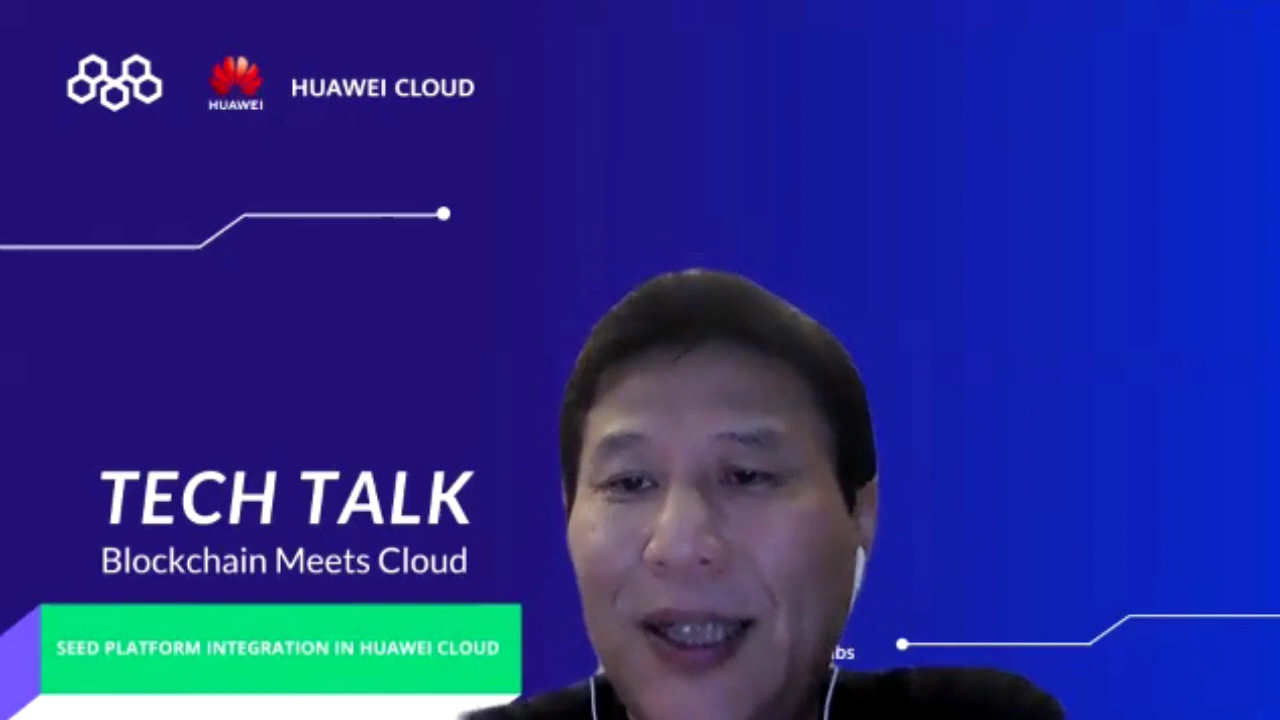 HUAWEI
HUAWEI CLOUD
TECH TALK
Blockchain Meets Cloud
SEED PLATFORM INTEGRATION IN HUAWEI CLOUD